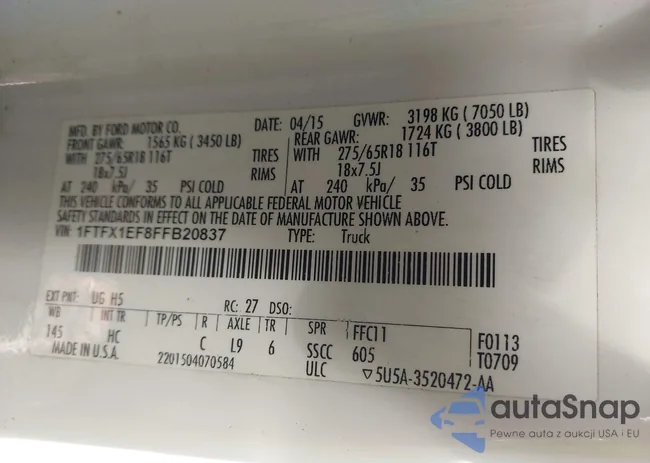 MFD. BY FORD MOTOR CO.
DATE: 04/15 GVWR: 3198 KG ( 7050 LB)
FRONT GAWR: 1565 KG ( 3450 LB) REAR GAWR: 1724 KG ( 3800 LB)
WITH 275/65R18 116T TIRES WITH 275/65R18 116T TIRES
18x7.5J RIMS 18x7.5J RIMS
AT 240 kPa/ 35 PSI COLD AT 240 kPa/ 35 PSI COLD
THIS VEHICLE CONFORMS TO ALL APPLICABLE FEDERAL MOTOR VEHICLE
SAFETY STANDARDS IN EFFECT ON THE DATE OF MANUFACTURE SHOWN ABOVE.
VIN: 1FTFX1EF8FFB20837 TYPE: Truck
EXT PNT: UG H5 RC: 27 DSO:
WB INT TR TP/PS R AXLE TR SPR FFC11 F0113
145 HC C L9 6 SSCC 605 T0709
MADE IN U.S.A. 2201504070584 ULC ▽5U5A-3520472-AA
autaSnap
Pewne auta z aukcji USA i EU